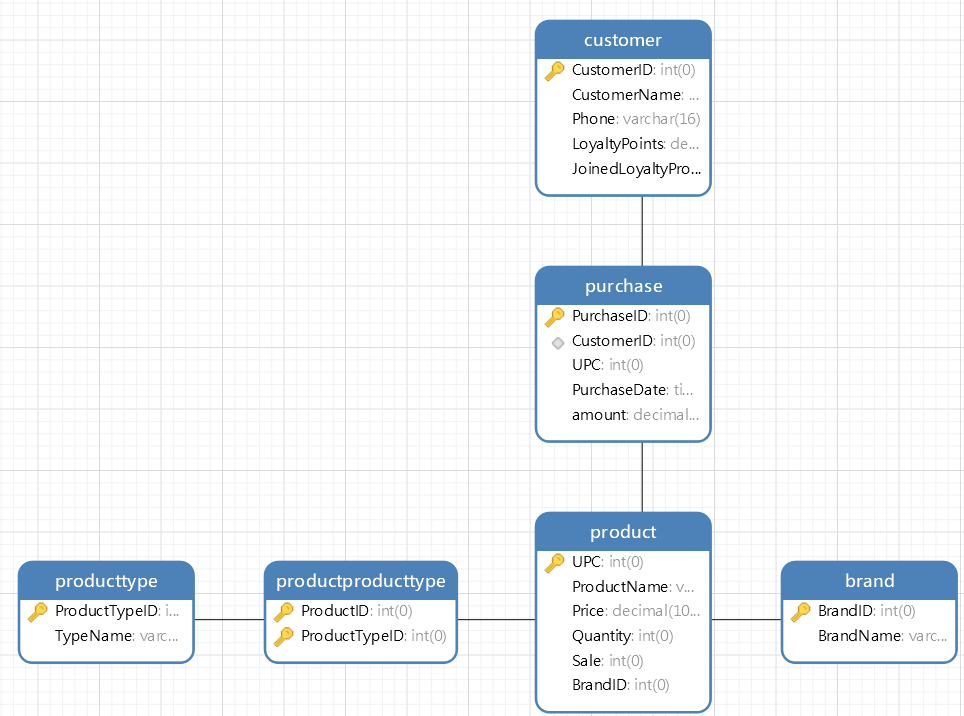 customer
CustomerID: int(0)
CustomerName: ...
Phone: varchar(16)
LoyaltyPoints: de...
JoinedLoyaltyPro...
purchase
PurchaseID: int(0)
CustomerID: int(0)
UPC: int(0)
PurchaseDate: ti...
amount: decimal...
product
UPC: int(0)
ProductName: v...
Price: decimal(10...
Quantity: int(0)
Sale: int(0)
BrandID: int(0)
producttype
ProductTypeID: i...
TypeName: varc...
productproducttype
ProductID: int(0)
ProductTypeID: int(0)
brand
BrandID: int(0)
BrandName: varc...